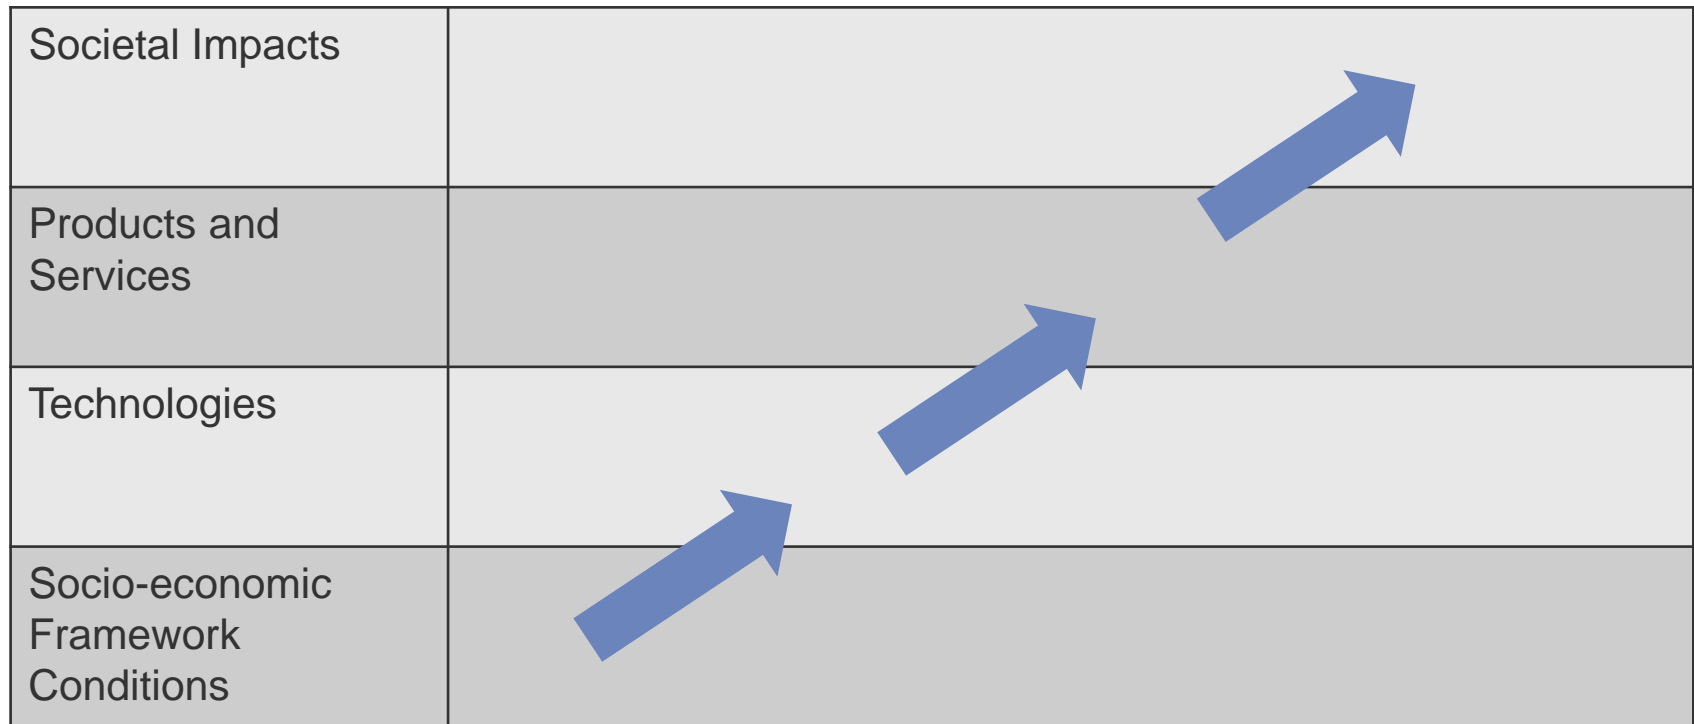 Societal Impacts
Products and
Services
Technologies
Socio-economic
Framework
Conditions